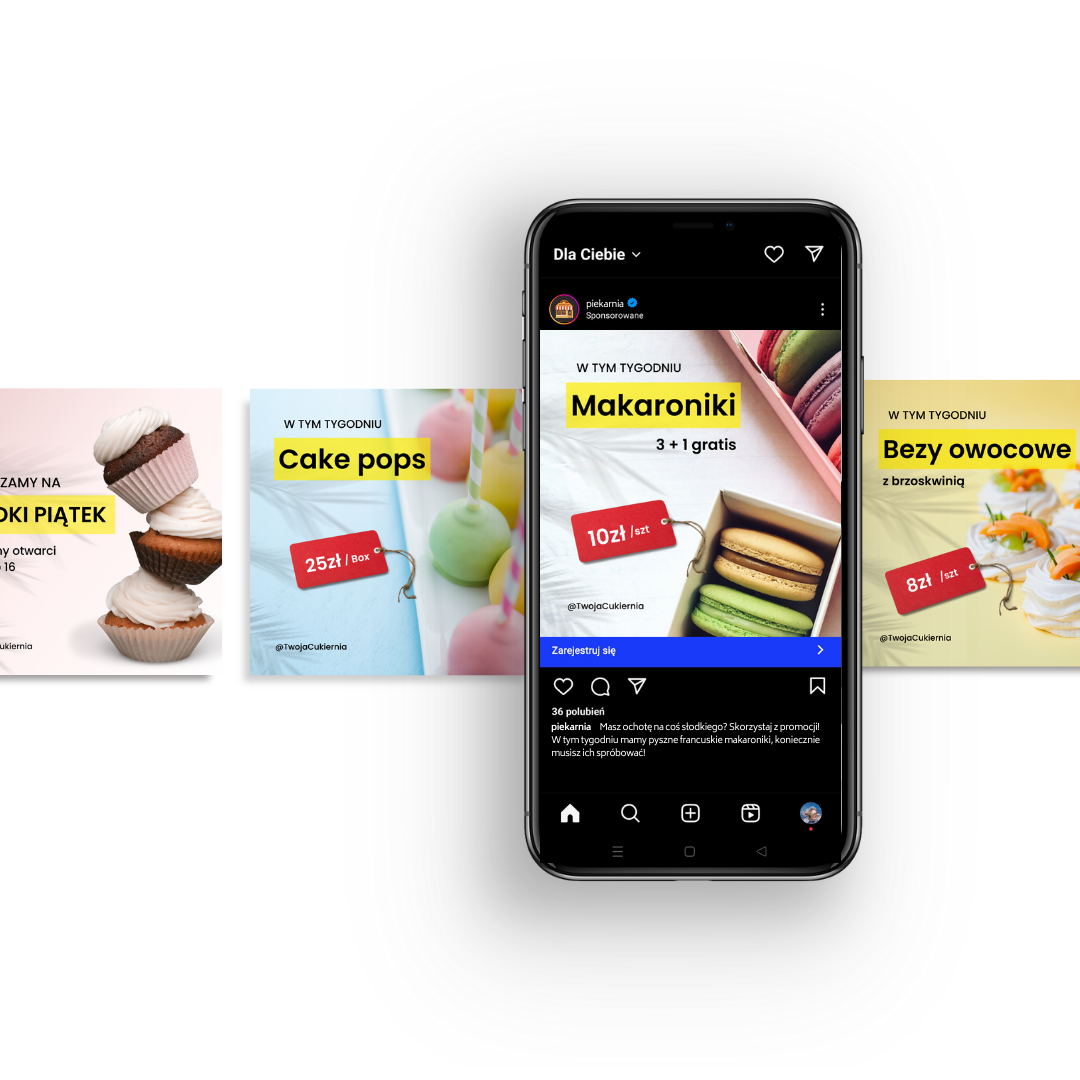 ZAMY NA
OKI PIĄTEK
ny otwarci
o 16
ukiernia
W TYM TYGODNIU
Cake pops
25zł / Box
@TwojaCukiernia
Dla Ciebie
piekarnia
Sponsorowane
W TYM TYGODNIU
Makaroniki
3 + 1 gratis
10zł /szt
@TwojaCukiernia
Zarejestruj się
36 polubień
piekarnia Masz ochotę na coś słodkiego? Skorzystaj z promocji!
W tym tygodniu mamy pyszne francuskie makaroniki, koniecznie
musisz ich spróbować!
W TYM TYGODNIU
Bezy owocowe
z brzoskwinią
8zł /szt
@TwojaCukiernia